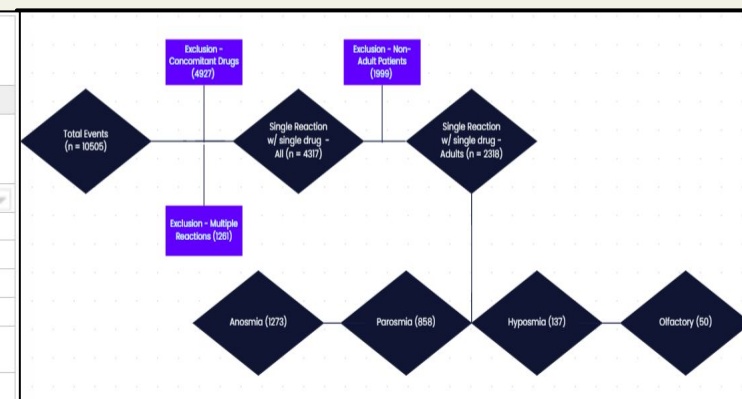 Exclusion -
Concomitant Drugs
(4927)
Exclusion - Non-
Adult Patients
(1999)
Total Events
(n = 10505)
Single Reaction
w/ single drug -
All (n = 4317)
Single Reaction
w/ single drug -
Adults (n = 2318)
Exclusion - Multiple
Reactions (1261)
Anosmia (1273)
Parosmia (858)
Hyposmia (137)
Olfactory (50)